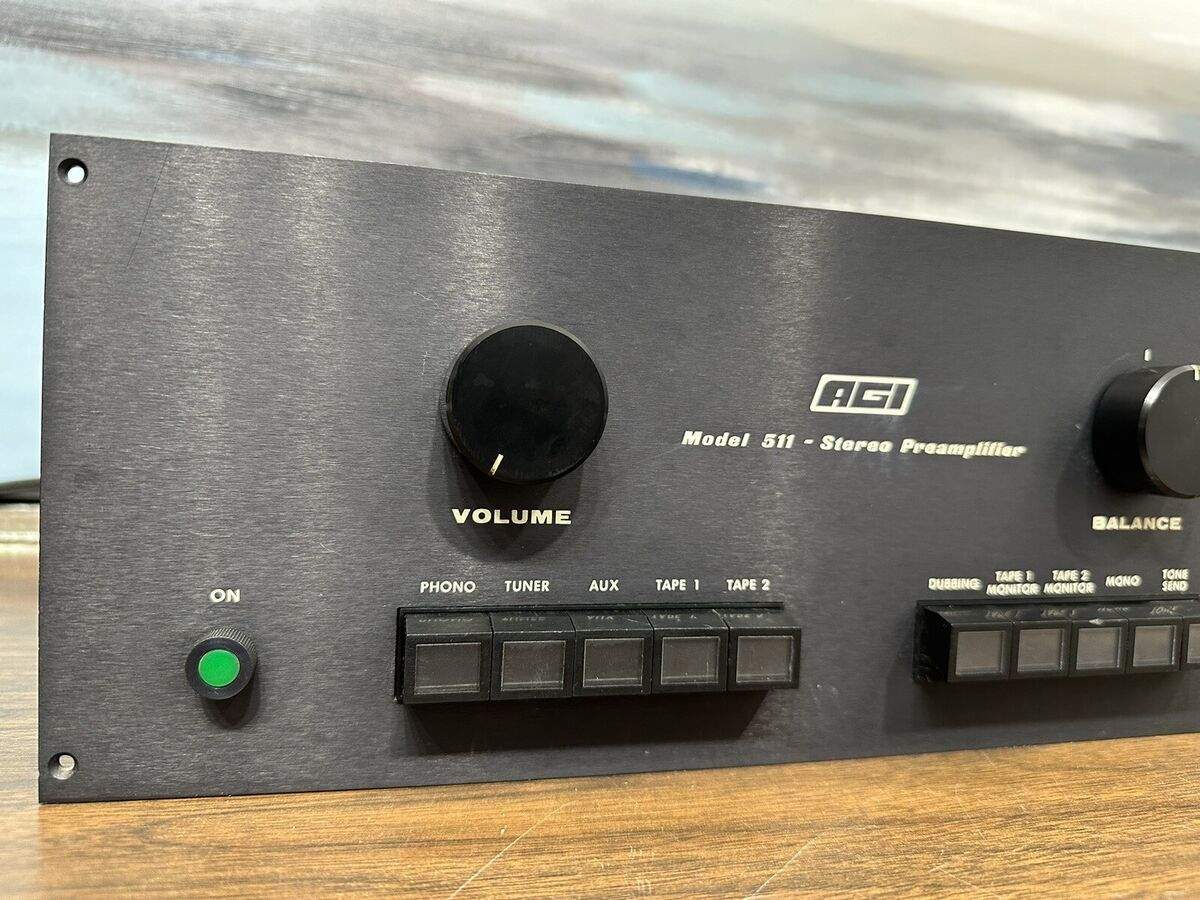 AGI
Model 511 - Stereo Preamplifier
VOLUME
BALANCE
ON
PHONO TUNER AUX TAPE 1 TAPE 2
DUBBING TAPE 1 MONITOR TAPE 2 MONITOR MONO TONE SEND